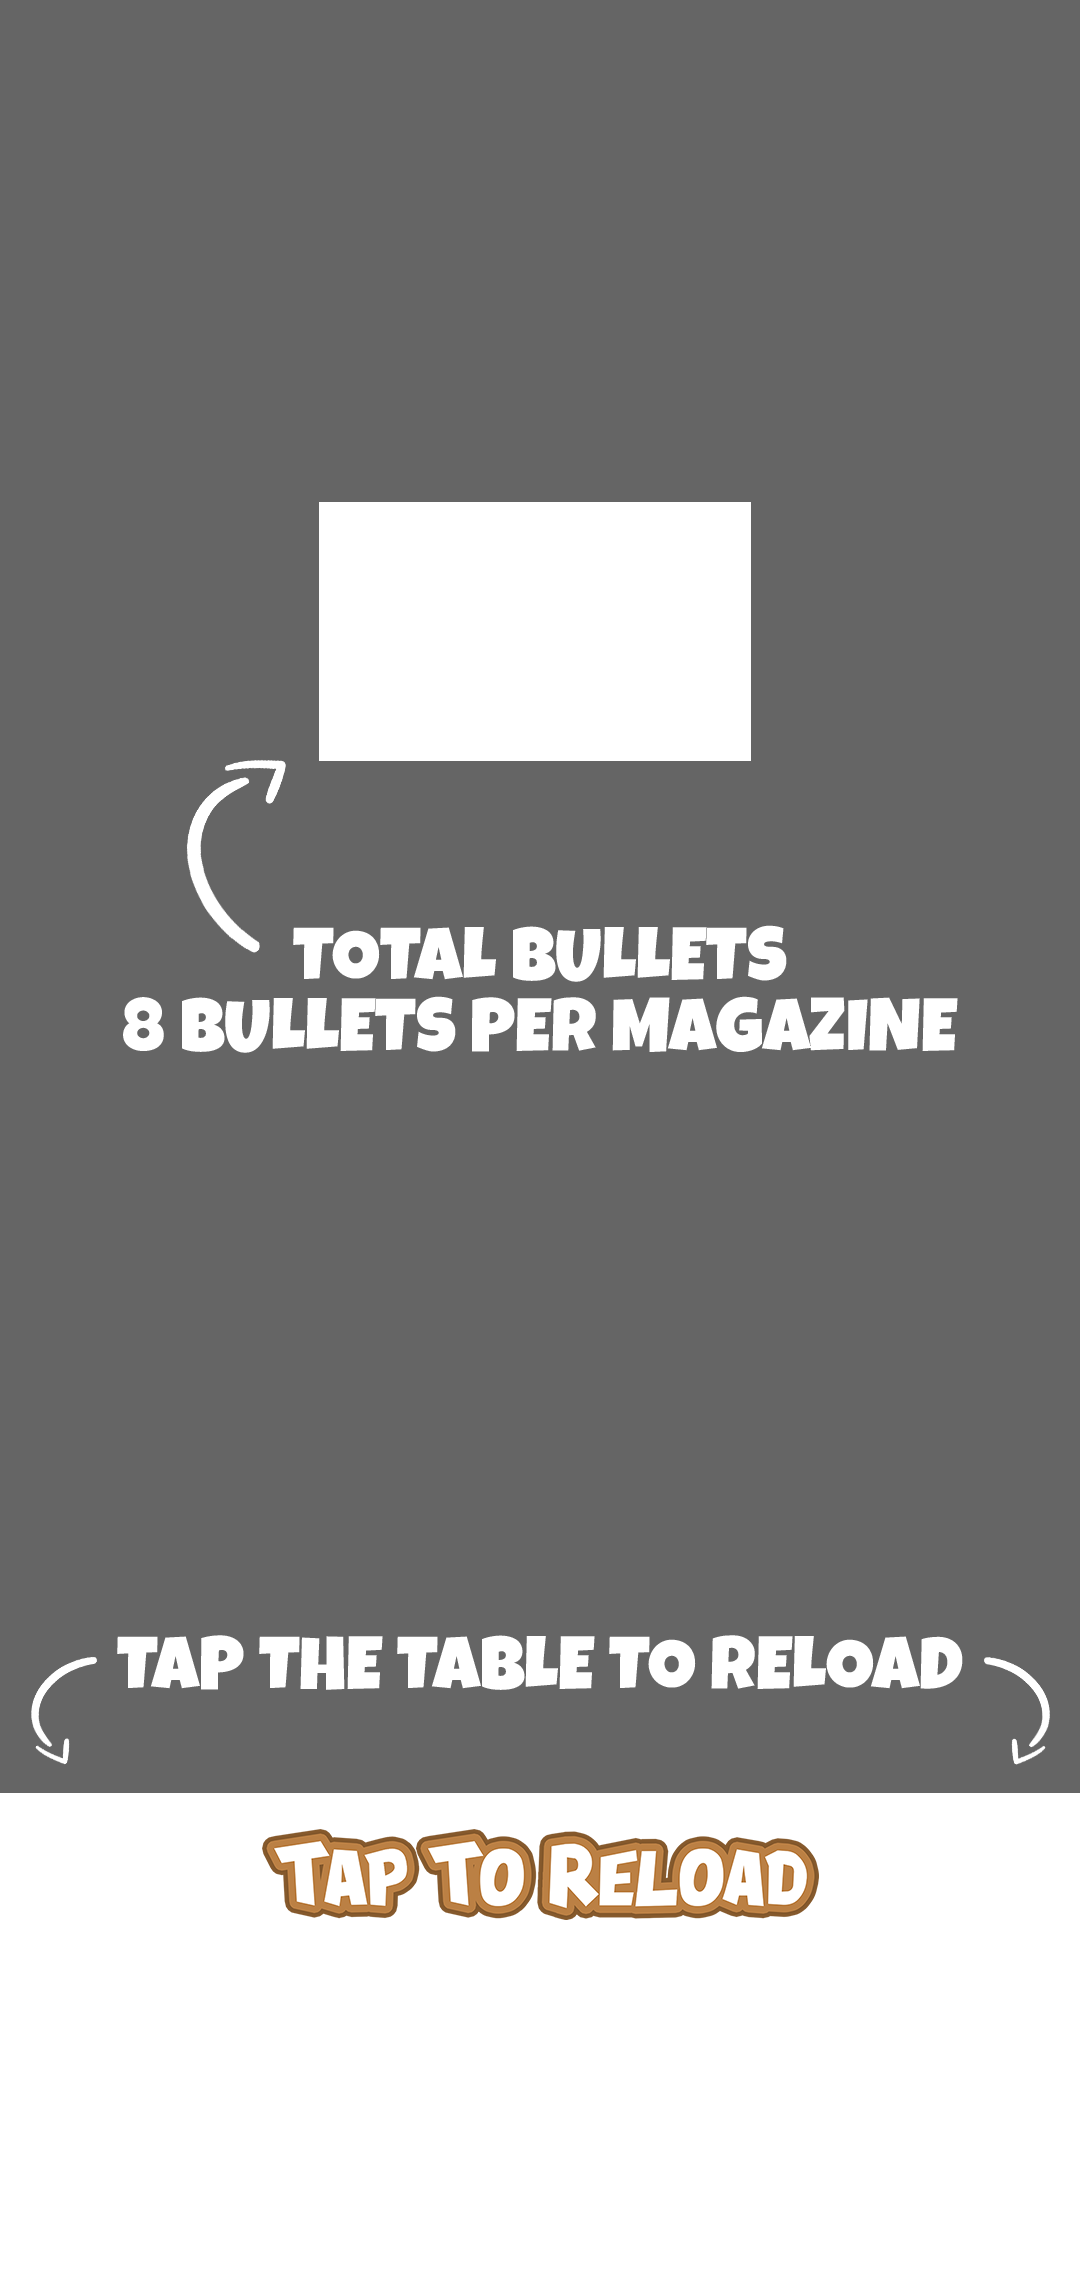 TOTAL BULLETS
8 BULLETS PER MAGAZINE
TAP THE TABLE TO RELOAD
TAP TO RELOAD